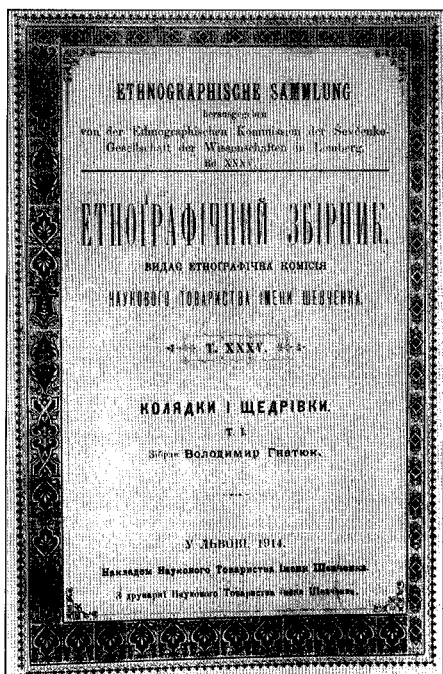 ETHNOGRAPHISCHE SAMMLUNG
herausgegeben
von der Ethnographischen Kommission der Ševčenko-
Gesellschaft der Wissenschaften in Lemberg.
Bd. XXXV.
ЕТНОҐРАФІЧНИЙ ЗБІРНИК.
ВИДАЄ ЕТНОҐРАФІЧНА КОМІСІЯ
НАУКОВОГО ТОВАРИСТВА ІМЕНИ ШЕВЧЕНКА.
Т. XXXV.
КОЛЯДКИ І ЩЕДРІВКИ.
Т. І.
Зібрав Володимир Гнатюк.
У ЛЬВОВІ, 1914.
Накладом Наукового Товариства імени Шевченка.
З друкарні Наукового Товариства імени Шевченка.